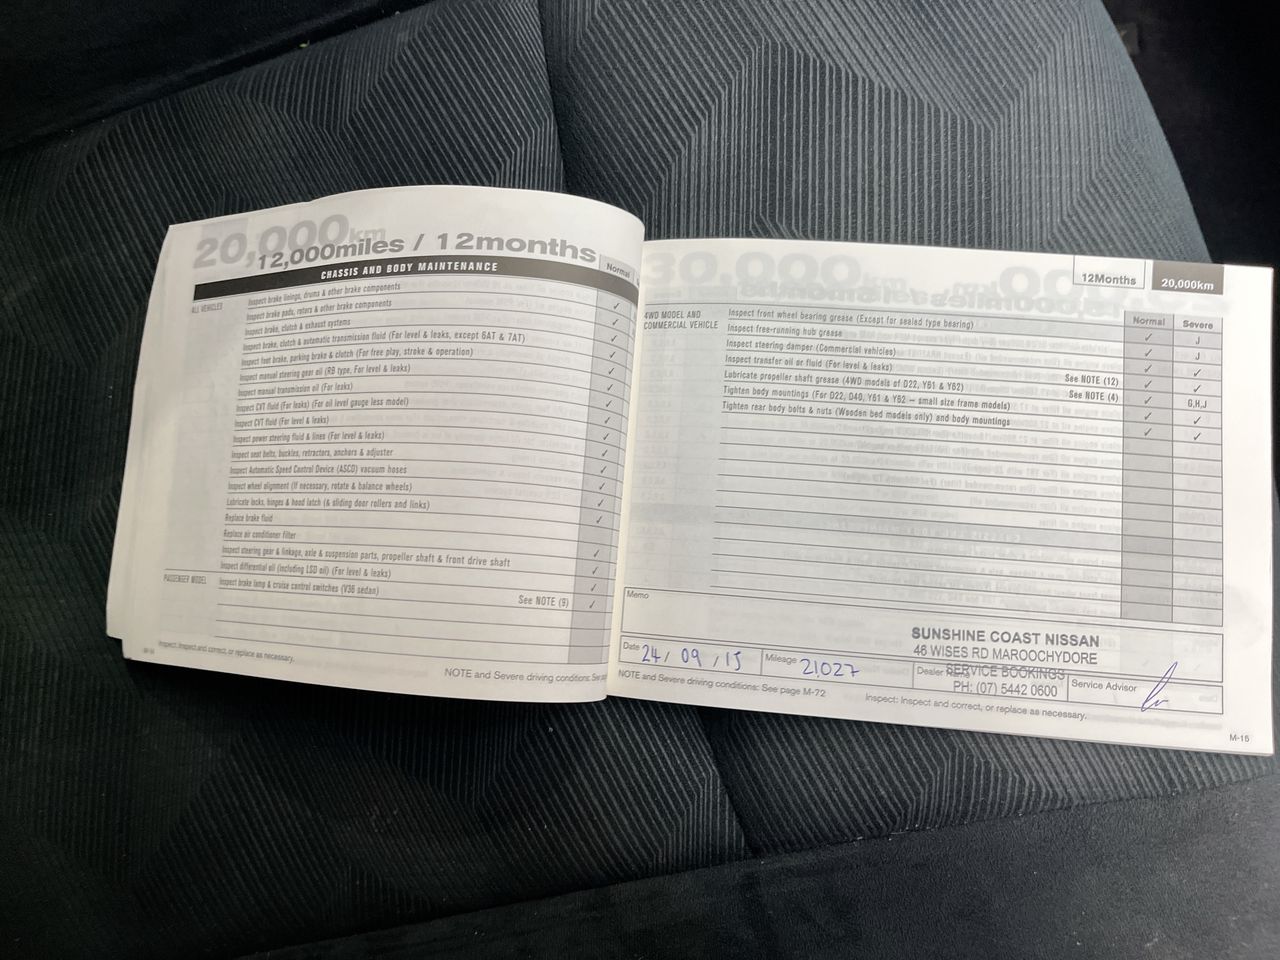 20,000km
12,000miles / 12months
CHASSIS AND BODY MAINTENANCE
Normal
ALL VEHICLES
Inspect brake linings, drums & other brake components
Inspect brake pads, rotors & other brake components
Inspect brake, clutch & exhaust systems
Inspect brake, clutch & automatic transmission fluid (For level & leaks, except 6AT & 7AT)
Inspect foot brake, parking brake & clutch (For free play, stroke & operation)
Inspect manual steering gear oil (RB type, For level & leaks)
Inspect manual transmission oil (For leaks)
Inspect CVT fluid (For leaks) (For oil level gauge less model)
Inspect CVT fluid (For level & leaks)
Inspect power steering fluid & lines (For level & leaks)
Inspect seat belts, buckles, retractors, anchors & adjuster
Inspect Automatic Speed Control Device (ASCD) vacuum hoses
Inspect wheel alignment (If necessary, rotate & balance wheels)
Lubricate locks, hinges & hood latch (& sliding door rollers and links)
Replace brake fluid
Replace air conditioner filter
Inspect steering gear & linkage, axle & suspension parts, propeller shaft & front drive shaft
Inspect differential oil (including LSD oil) (For level & leaks)
PASSENGER MODEL
Inspect brake lamp & cruise control switches (V36 sedan)
See NOTE (9)
Inspect: Inspect and correct, or replace as necessary.
NOTE and Severe driving conditions: See
12Months
20,000km
Normal
Severe
4WD MODEL AND
COMMERCIAL VEHICLE
Inspect front wheel bearing grease (Except for sealed type bearing)
J
Inspect free-running hub grease
J
Inspect steering damper (Commercial vehicles)
Inspect transfer oil or fluid (For level & leaks)
See NOTE (12)
Lubricate propeller shaft grease (4WD models of D22, Y61 & Y62)
See NOTE (4)
G,H,J
Tighten body mountings (For D22, D40, Y61 & Y62 – small size frame models)
Tighten rear body bolts & nuts (Wooden bed models only) and body mountings
Memo
Date 24 / 09 / 15
Mileage 21027
Dealer Name
SUNSHINE COAST NISSAN
46 WISES RD MAROOCHYDORE
SERVICE BOOKINGS
PH: (07) 5442 0600
Service Advisor
NOTE and Severe driving conditions: See page M-72
Inspect: Inspect and correct, or replace as necessary.
M-15